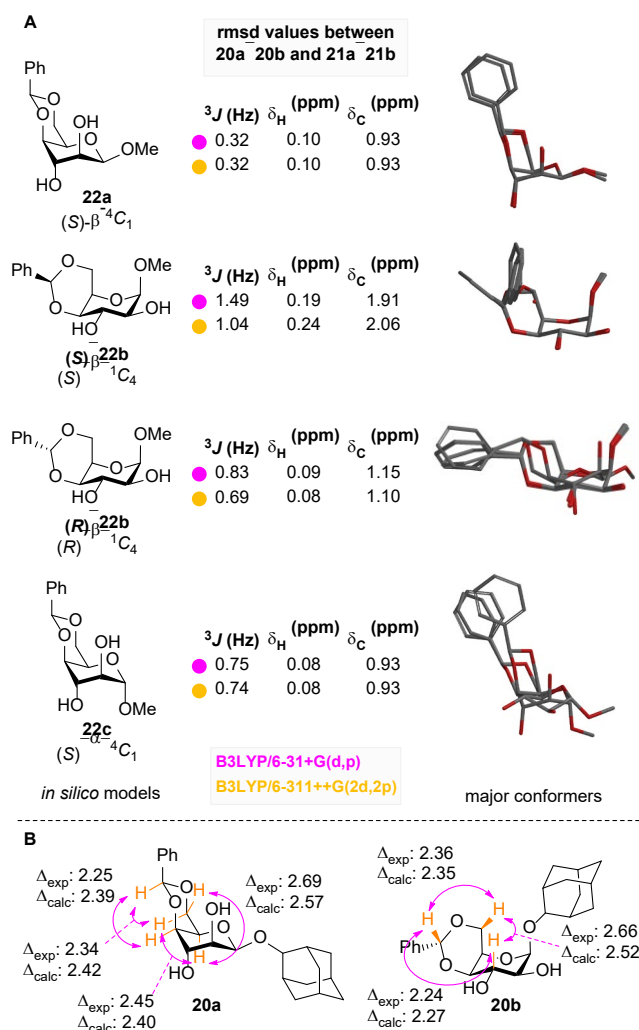 A
rmsd values between
20a–20b and 21a–21b
Ph
O
O
OH
O
OMe
HO
22a
(S)-β-⁴C₁
³J (Hz) δH (ppm) δC (ppm)
0.32 0.10 0.93
0.32 0.10 0.93
Ph
O
O
O
OMe
OH
HO
(S)-22b
(S)-β-¹C₄
³J (Hz) δH (ppm) δC (ppm)
1.49 0.19 1.91
1.04 0.24 2.06
Ph
O
O
O
OMe
OH
HO
(R)-22b
(R)-β-¹C₄
³J (Hz) δH (ppm) δC (ppm)
0.83 0.09 1.15
0.69 0.08 1.10
Ph
O
O
OH
O
HO
OMe
22c
(S)-α-⁴C₁
³J (Hz) δH (ppm) δC (ppm)
0.75 0.08 0.93
0.74 0.08 0.93
B3LYP/6-31+G(d,p)
B3LYP/6-311++G(2d,2p)
in silico models
major conformers
B
Ph
Δexp: 2.25
Δcalc: 2.39
Δexp: 2.69
Δcalc: 2.57
H
O
O
H
H
H
H
OH
O
O
HO
Δexp: 2.34
Δcalc: 2.42
Δexp: 2.45
Δcalc: 2.40
20a
Δexp: 2.36
Δcalc: 2.35
H
H
H
O
O
O
O
Ph
HO
OH
Δexp: 2.66
Δcalc: 2.52
Δexp: 2.24
Δcalc: 2.27
20b